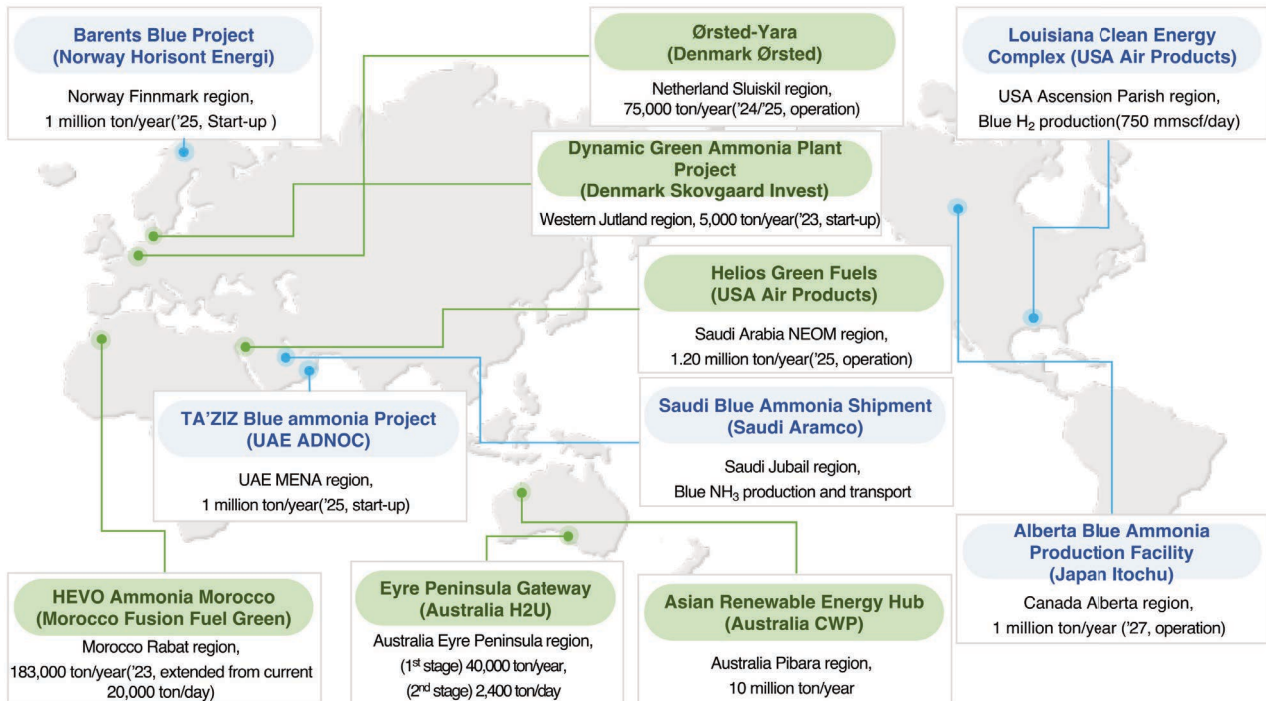 Barents Blue Project
(Norway Horisont Energi)
Norway Finnmark region,
1 million ton/year('25, Start-up )
Ørsted-Yara
(Denmark Ørsted)
Netherland Sluiskil region,
75,000 ton/year('24/'25, operation)
Louisiana Clean Energy
Complex (USA Air Products)
USA Ascension Parish region,
Blue H₂ production(750 mmscf/day)
Dynamic Green Ammonia Plant
Project
(Denmark Skovgaard Invest)
Western Jutland region, 5,000 ton/year('23, start-up)
Helios Green Fuels
(USA Air Products)
Saudi Arabia NEOM region,
1.20 million ton/year('25, operation)
TA'ZIZ Blue ammonia Project
(UAE ADNOC)
UAE MENA region,
1 million ton/year('25, start-up)
Saudi Blue Ammonia Shipment
(Saudi Aramco)
Saudi Jubail region,
Blue NH₃ production and transport
Alberta Blue Ammonia
Production Facility
(Japan Itochu)
Canada Alberta region,
1 million ton/year ('27, operation)
HEVO Ammonia Morocco
(Morocco Fusion Fuel Green)
Morocco Rabat region,
183,000 ton/year('23, extended from current
20,000 ton/day)
Eyre Peninsula Gateway
(Australia H2U)
Australia Eyre Peninsula region,
(1ˢᵗ stage) 40,000 ton/year,
(2ⁿᵈ stage) 2,400 ton/day
Asian Renewable Energy Hub
(Australia CWP)
Australia Pibara region,
10 million ton/year